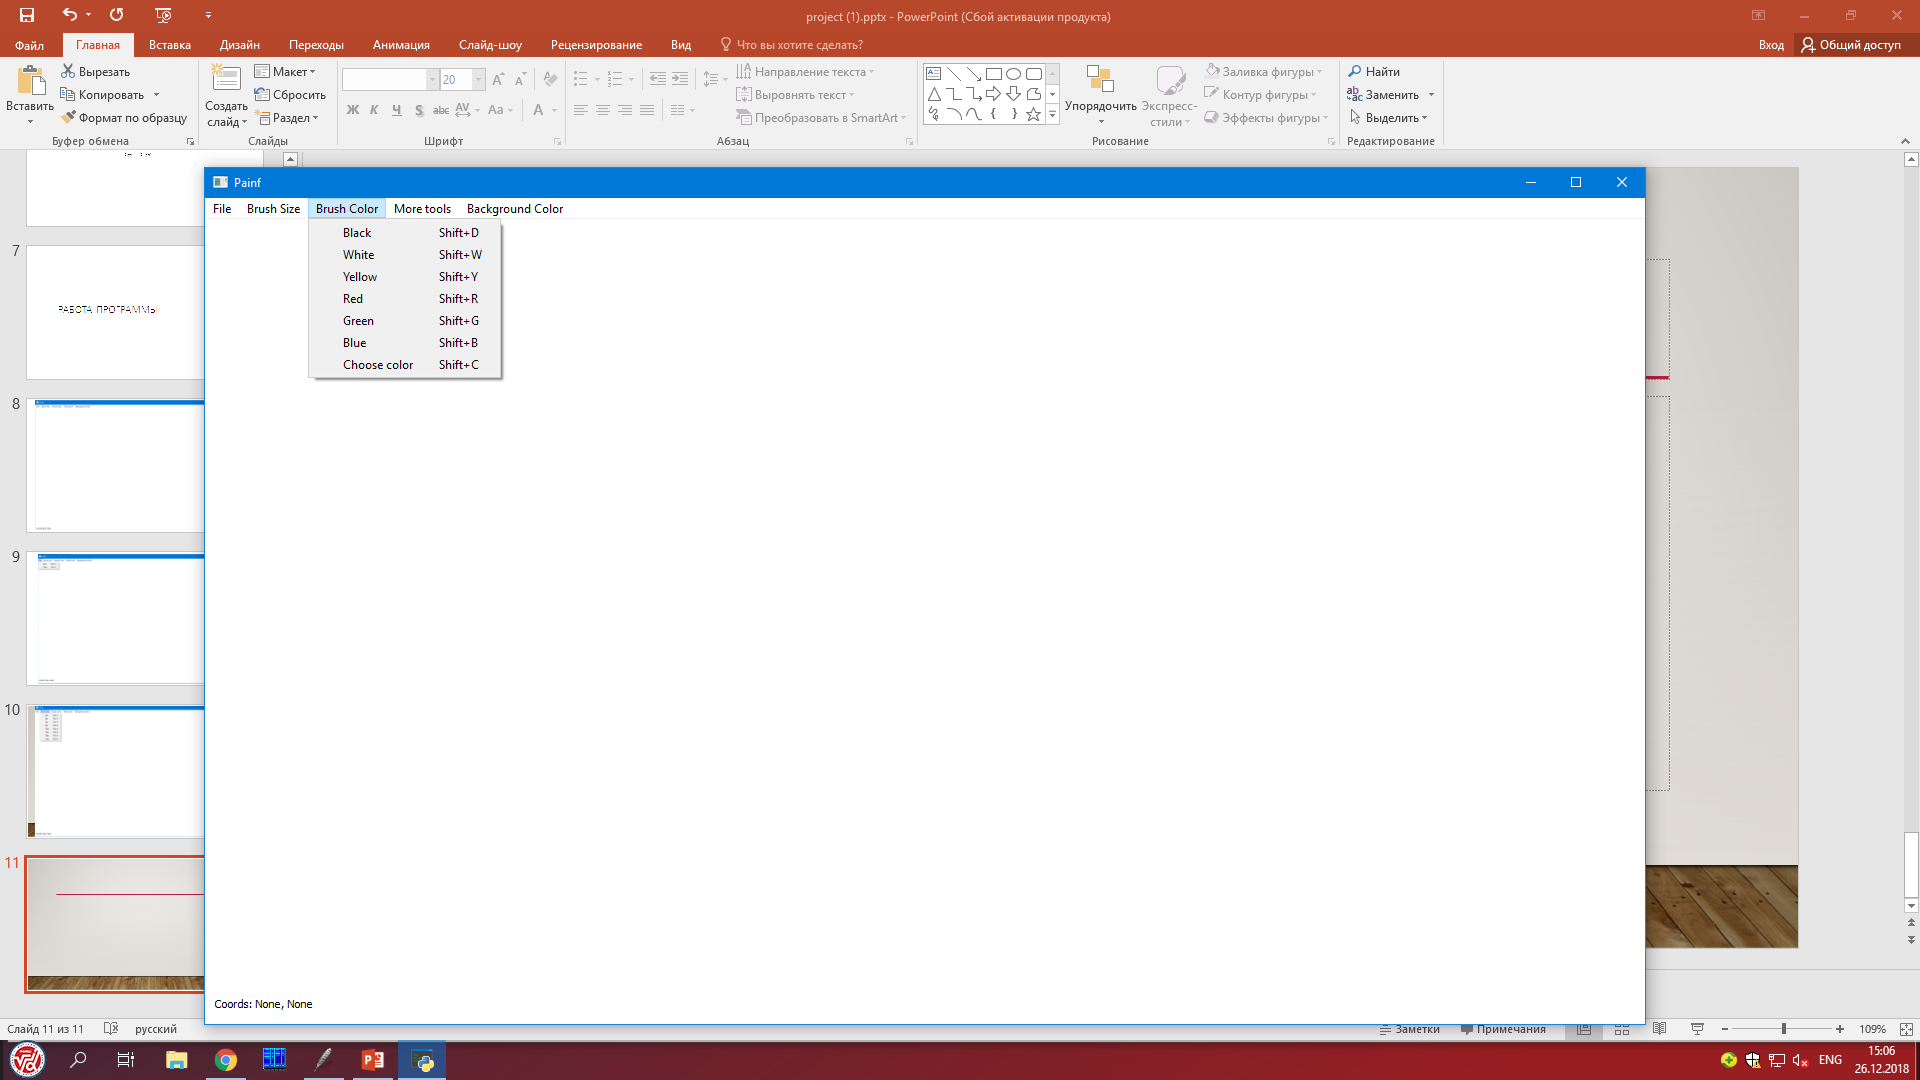 project (1).pptx - PowerPoint (Сбой активации продукта)
Файл Главная Вставка Дизайн Переходы Анимация Слайд-шоу Рецензирование Вид Что вы хотите сделать? Вход Общий доступ
Вставить
Вырезать
Копировать
Формат по образцу
Буфер обмена
Создать слайд
Макет
Сбросить
Раздел
Слайды
20
Ж К Ч S abc AV Aa A
Шрифт
Направление текста
Выровнять текст
Преобразовать в SmartArt
Абзац
Упорядочить
Экспресс-стили
Заливка фигуры
Контур фигуры
Эффекты фигуры
Рисование
Найти
Заменить
Выделить
Редактирование
7
РАБОТА ПРОГРАММЫ
8
9
10
11
Painf
File Brush Size Brush Color More tools Background Color
Black Shift+D
White Shift+W
Yellow Shift+Y
Red Shift+R
Green Shift+G
Blue Shift+B
Choose color Shift+C
Coords: None, None
Слайд 11 из 11 русский Заметки Примечания 109%
ENG
15:06
26.12.2018